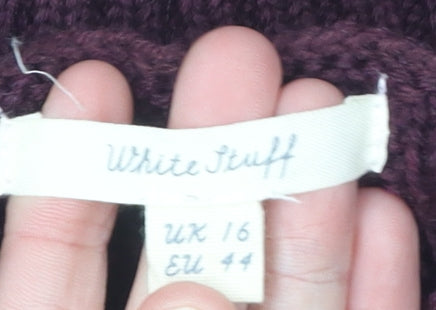 White Stuff
UK 16
EU 44